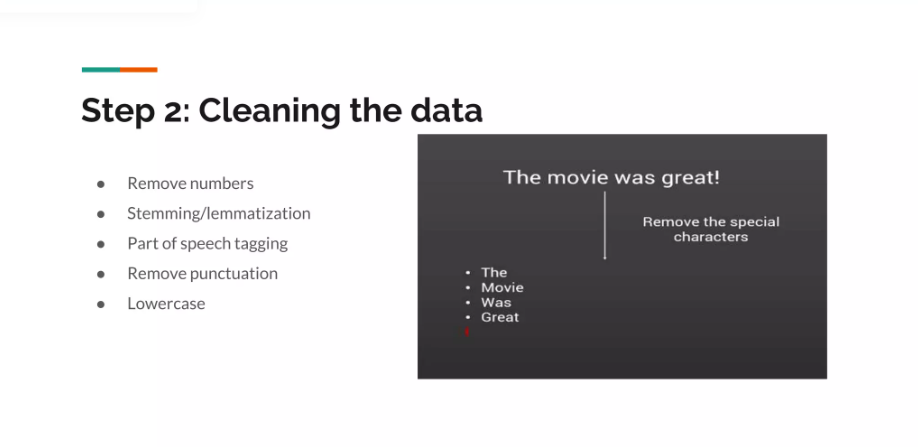 Step 2: Cleaning the data
● Remove numbers
● Stemming/lemmatization
● Part of speech tagging
● Remove punctuation
● Lowercase
The movie was great!
Remove the special
characters
• The
• Movie
• Was
• Great
!